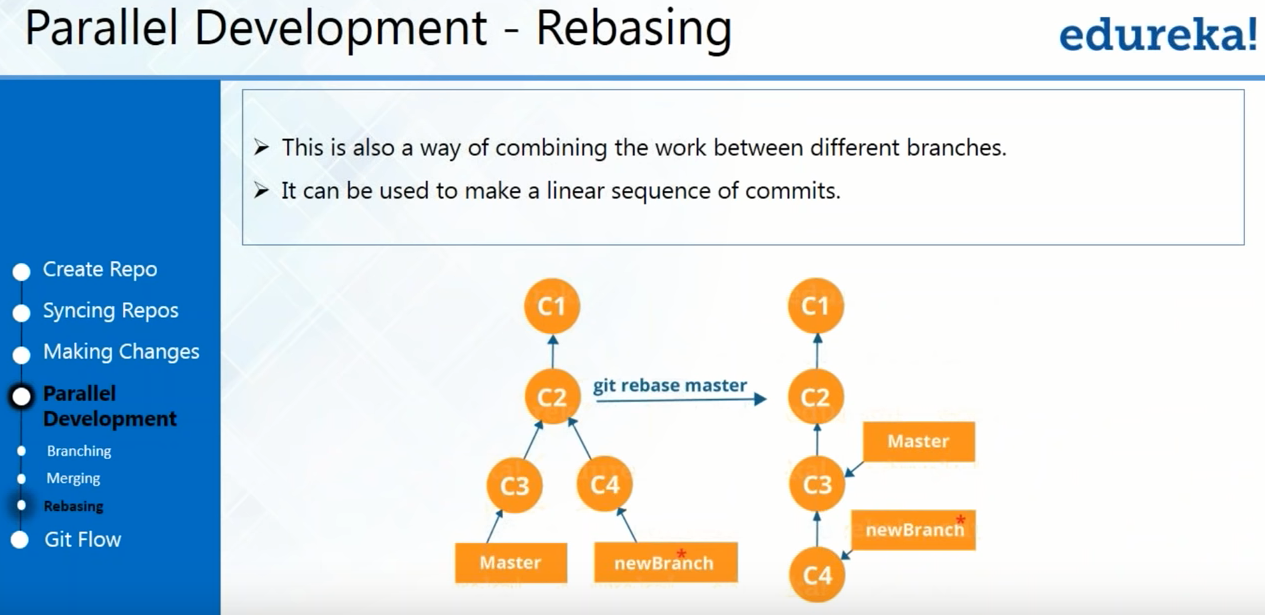 Parallel Development - Rebasing
edureka!
➢ This is also a way of combining the work between different branches.
➢ It can be used to make a linear sequence of commits.
Create Repo
Syncing Repos
Making Changes
Parallel
Development
Branching
Merging
Rebasing
Git Flow
C1
C2
C3
C4
Master
newBranch*
git rebase master
C1
C2
Master
C3
newBranch*
C4